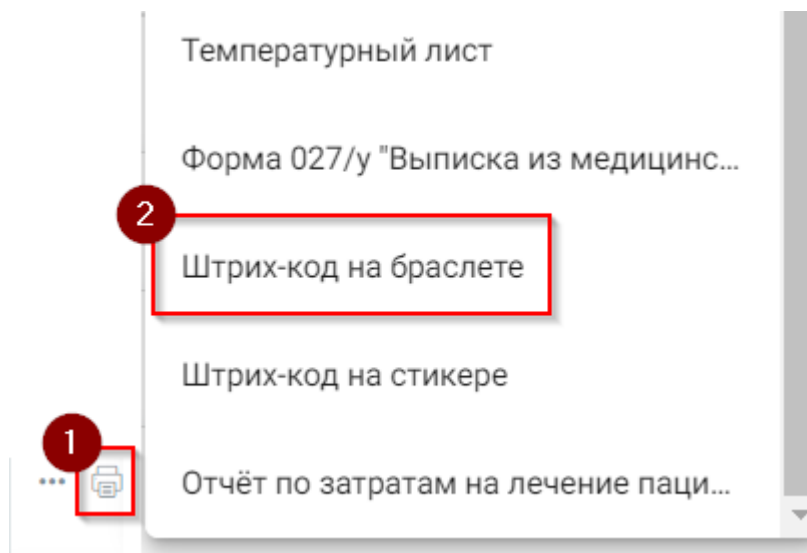 Температурный лист
Форма 027/у "Выписка из медицинс...
2
Штрих-код на браслете
Штрих-код на стикере
1
Отчёт по затратам на лечение паци...